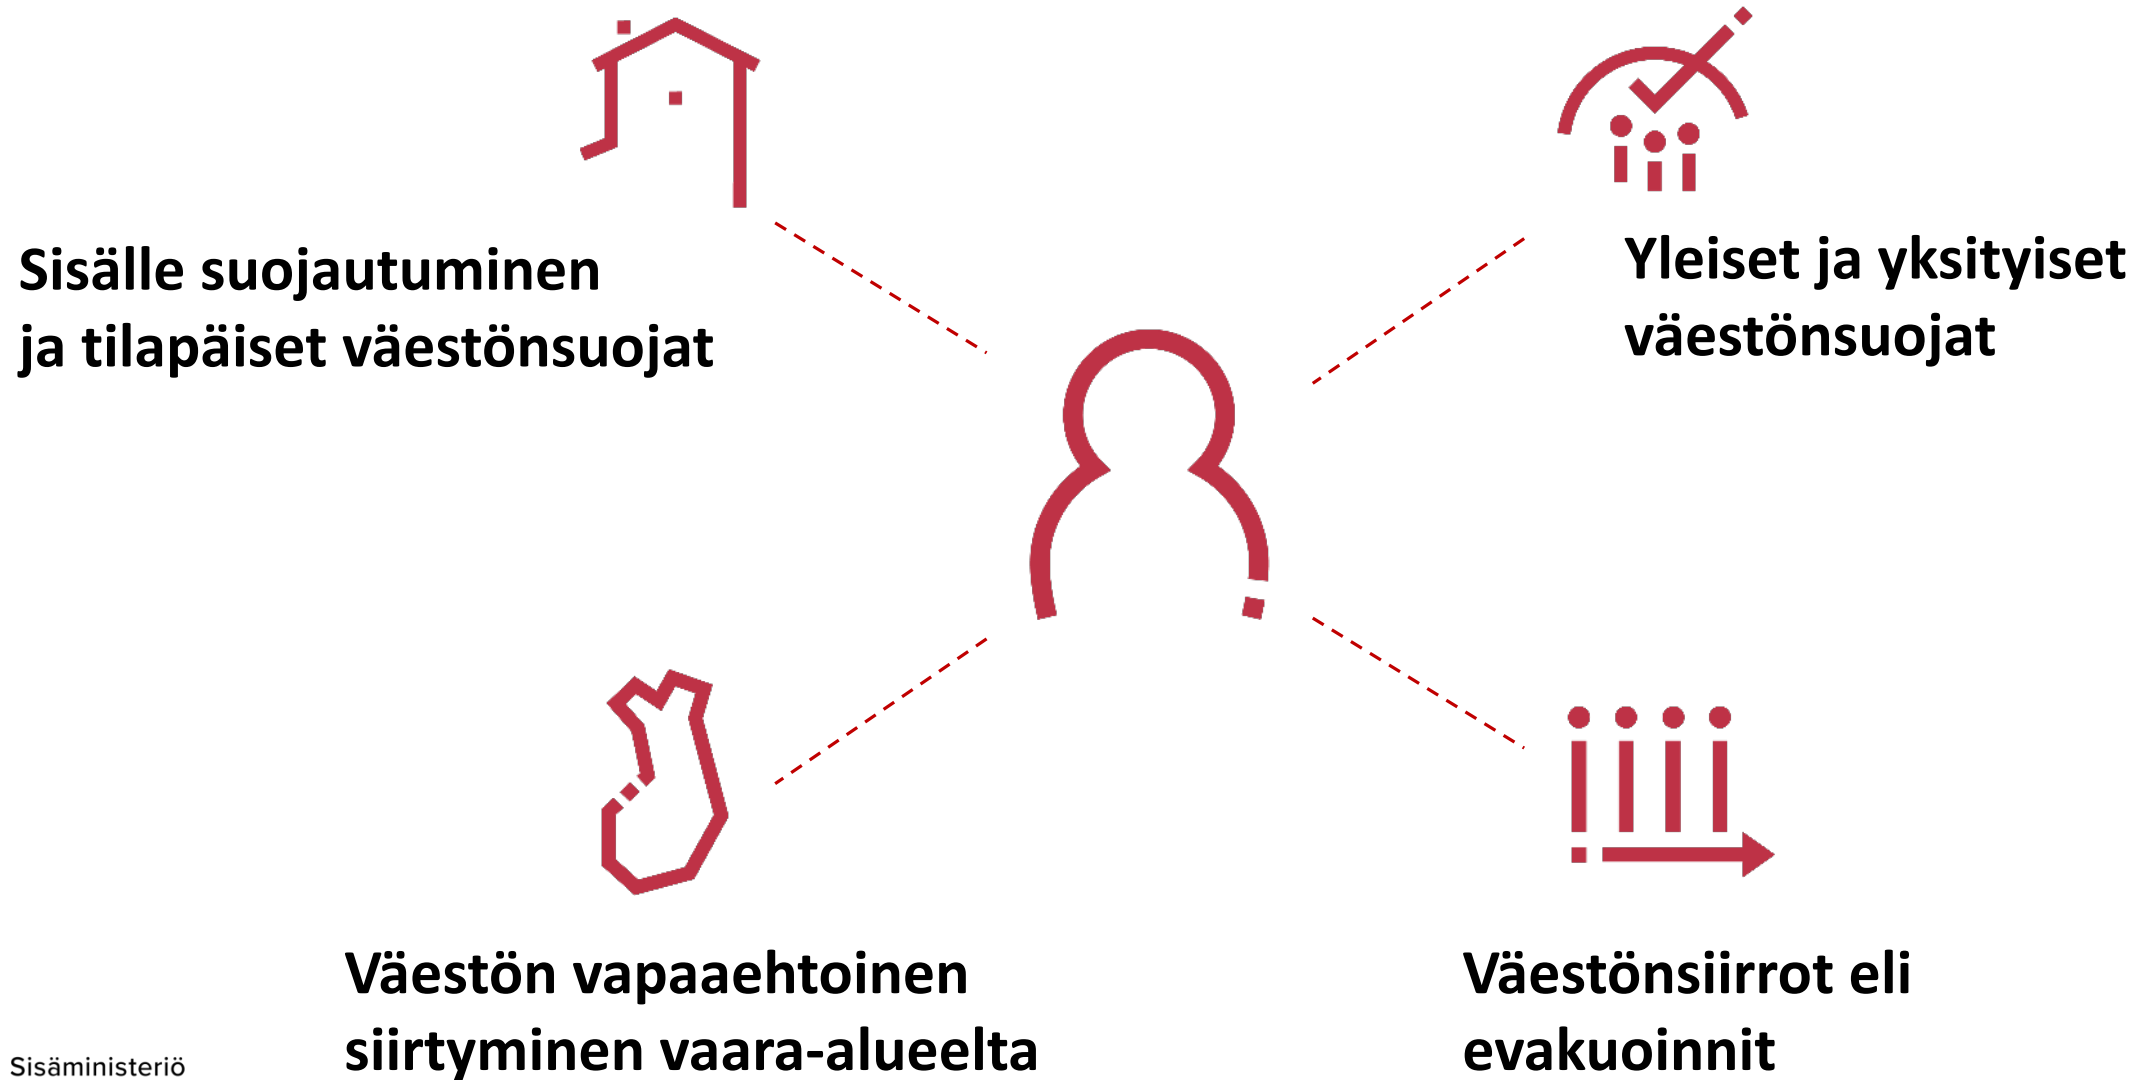 Sisälle suojautuminen
ja tilapäiset väestönsuojat
Yleiset ja yksityiset
väestönsuojat
Väestön vapaaehtoinen
siirtyminen vaara-alueelta
Väestönsiirrot eli
evakuoinnit
Sisäministeriö